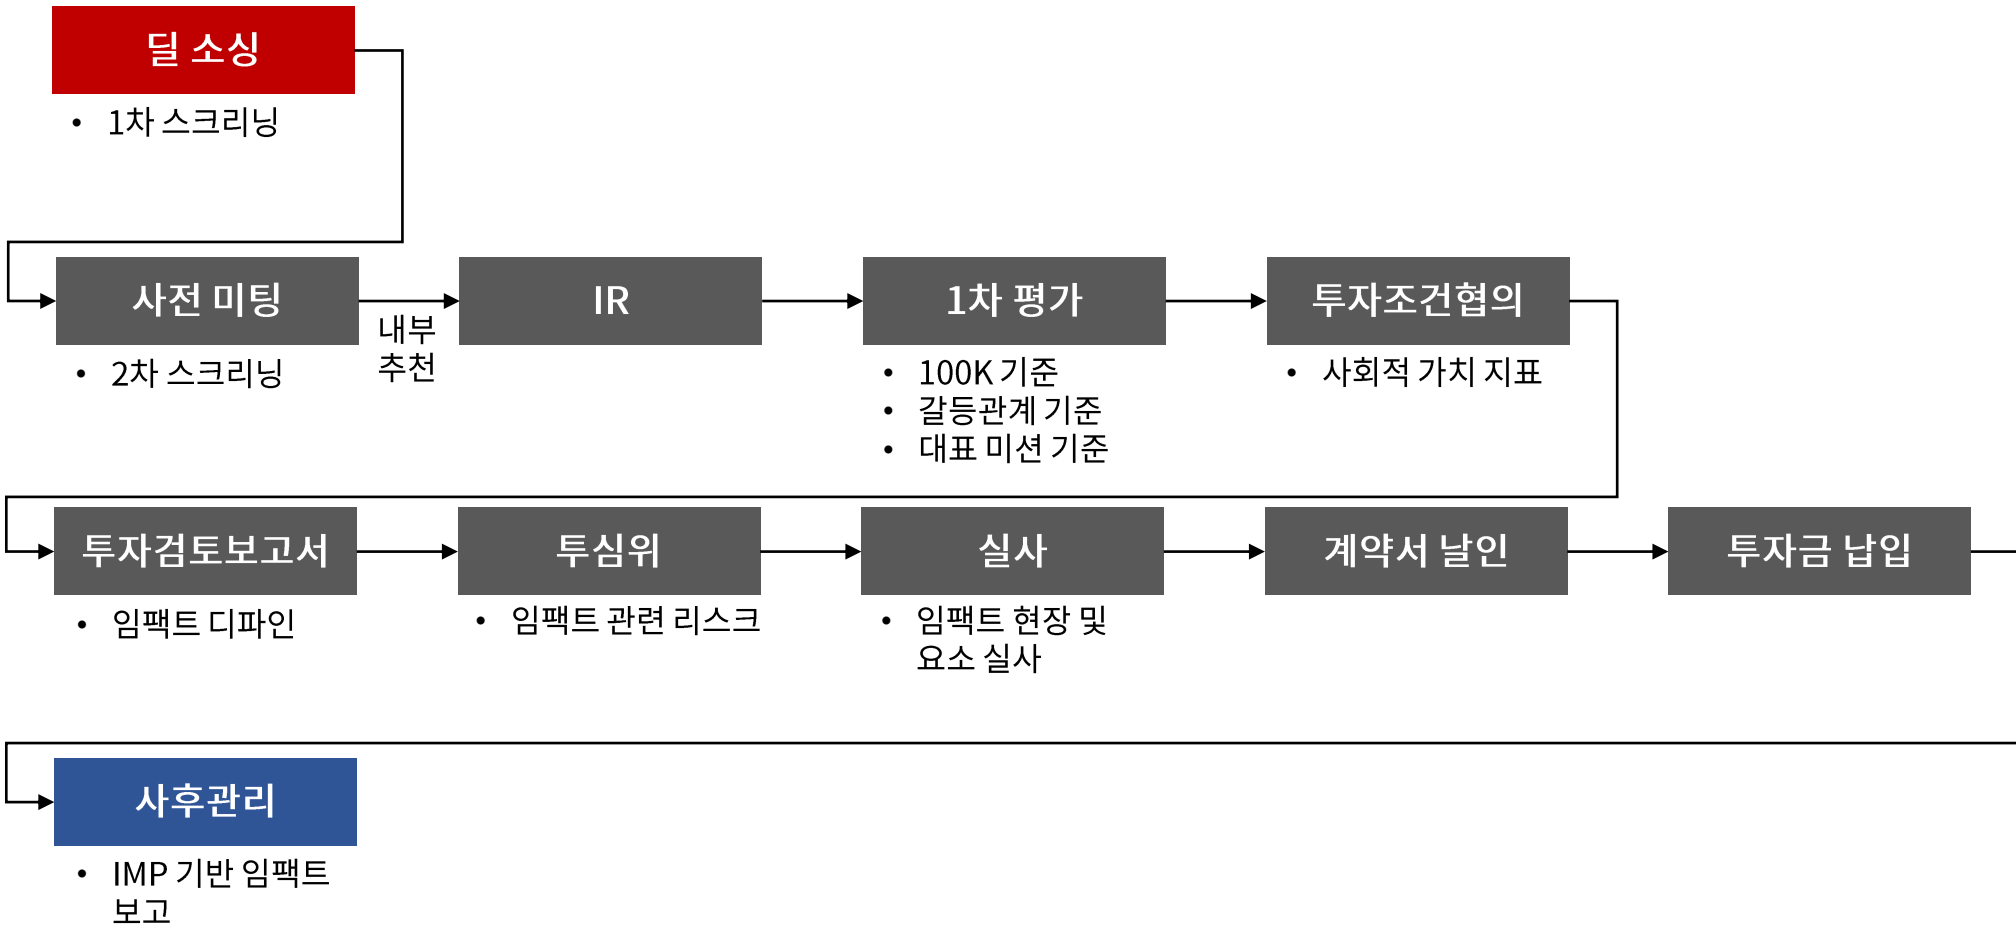 딜 소싱
• 1차 스크리닝
사전 미팅
• 2차 스크리닝
내부
추천
IR
1차 평가
• 100K 기준
• 갈등관계 기준
• 대표 미션 기준
투자조건협의
• 사회적 가치 지표
투자검토보고서
• 임팩트 디파인
투심위
• 임팩트 관련 리스크
실사
• 임팩트 현장 및
요소 실사
계약서 날인
투자금 납입
사후관리
• IMP 기반 임팩트
보고